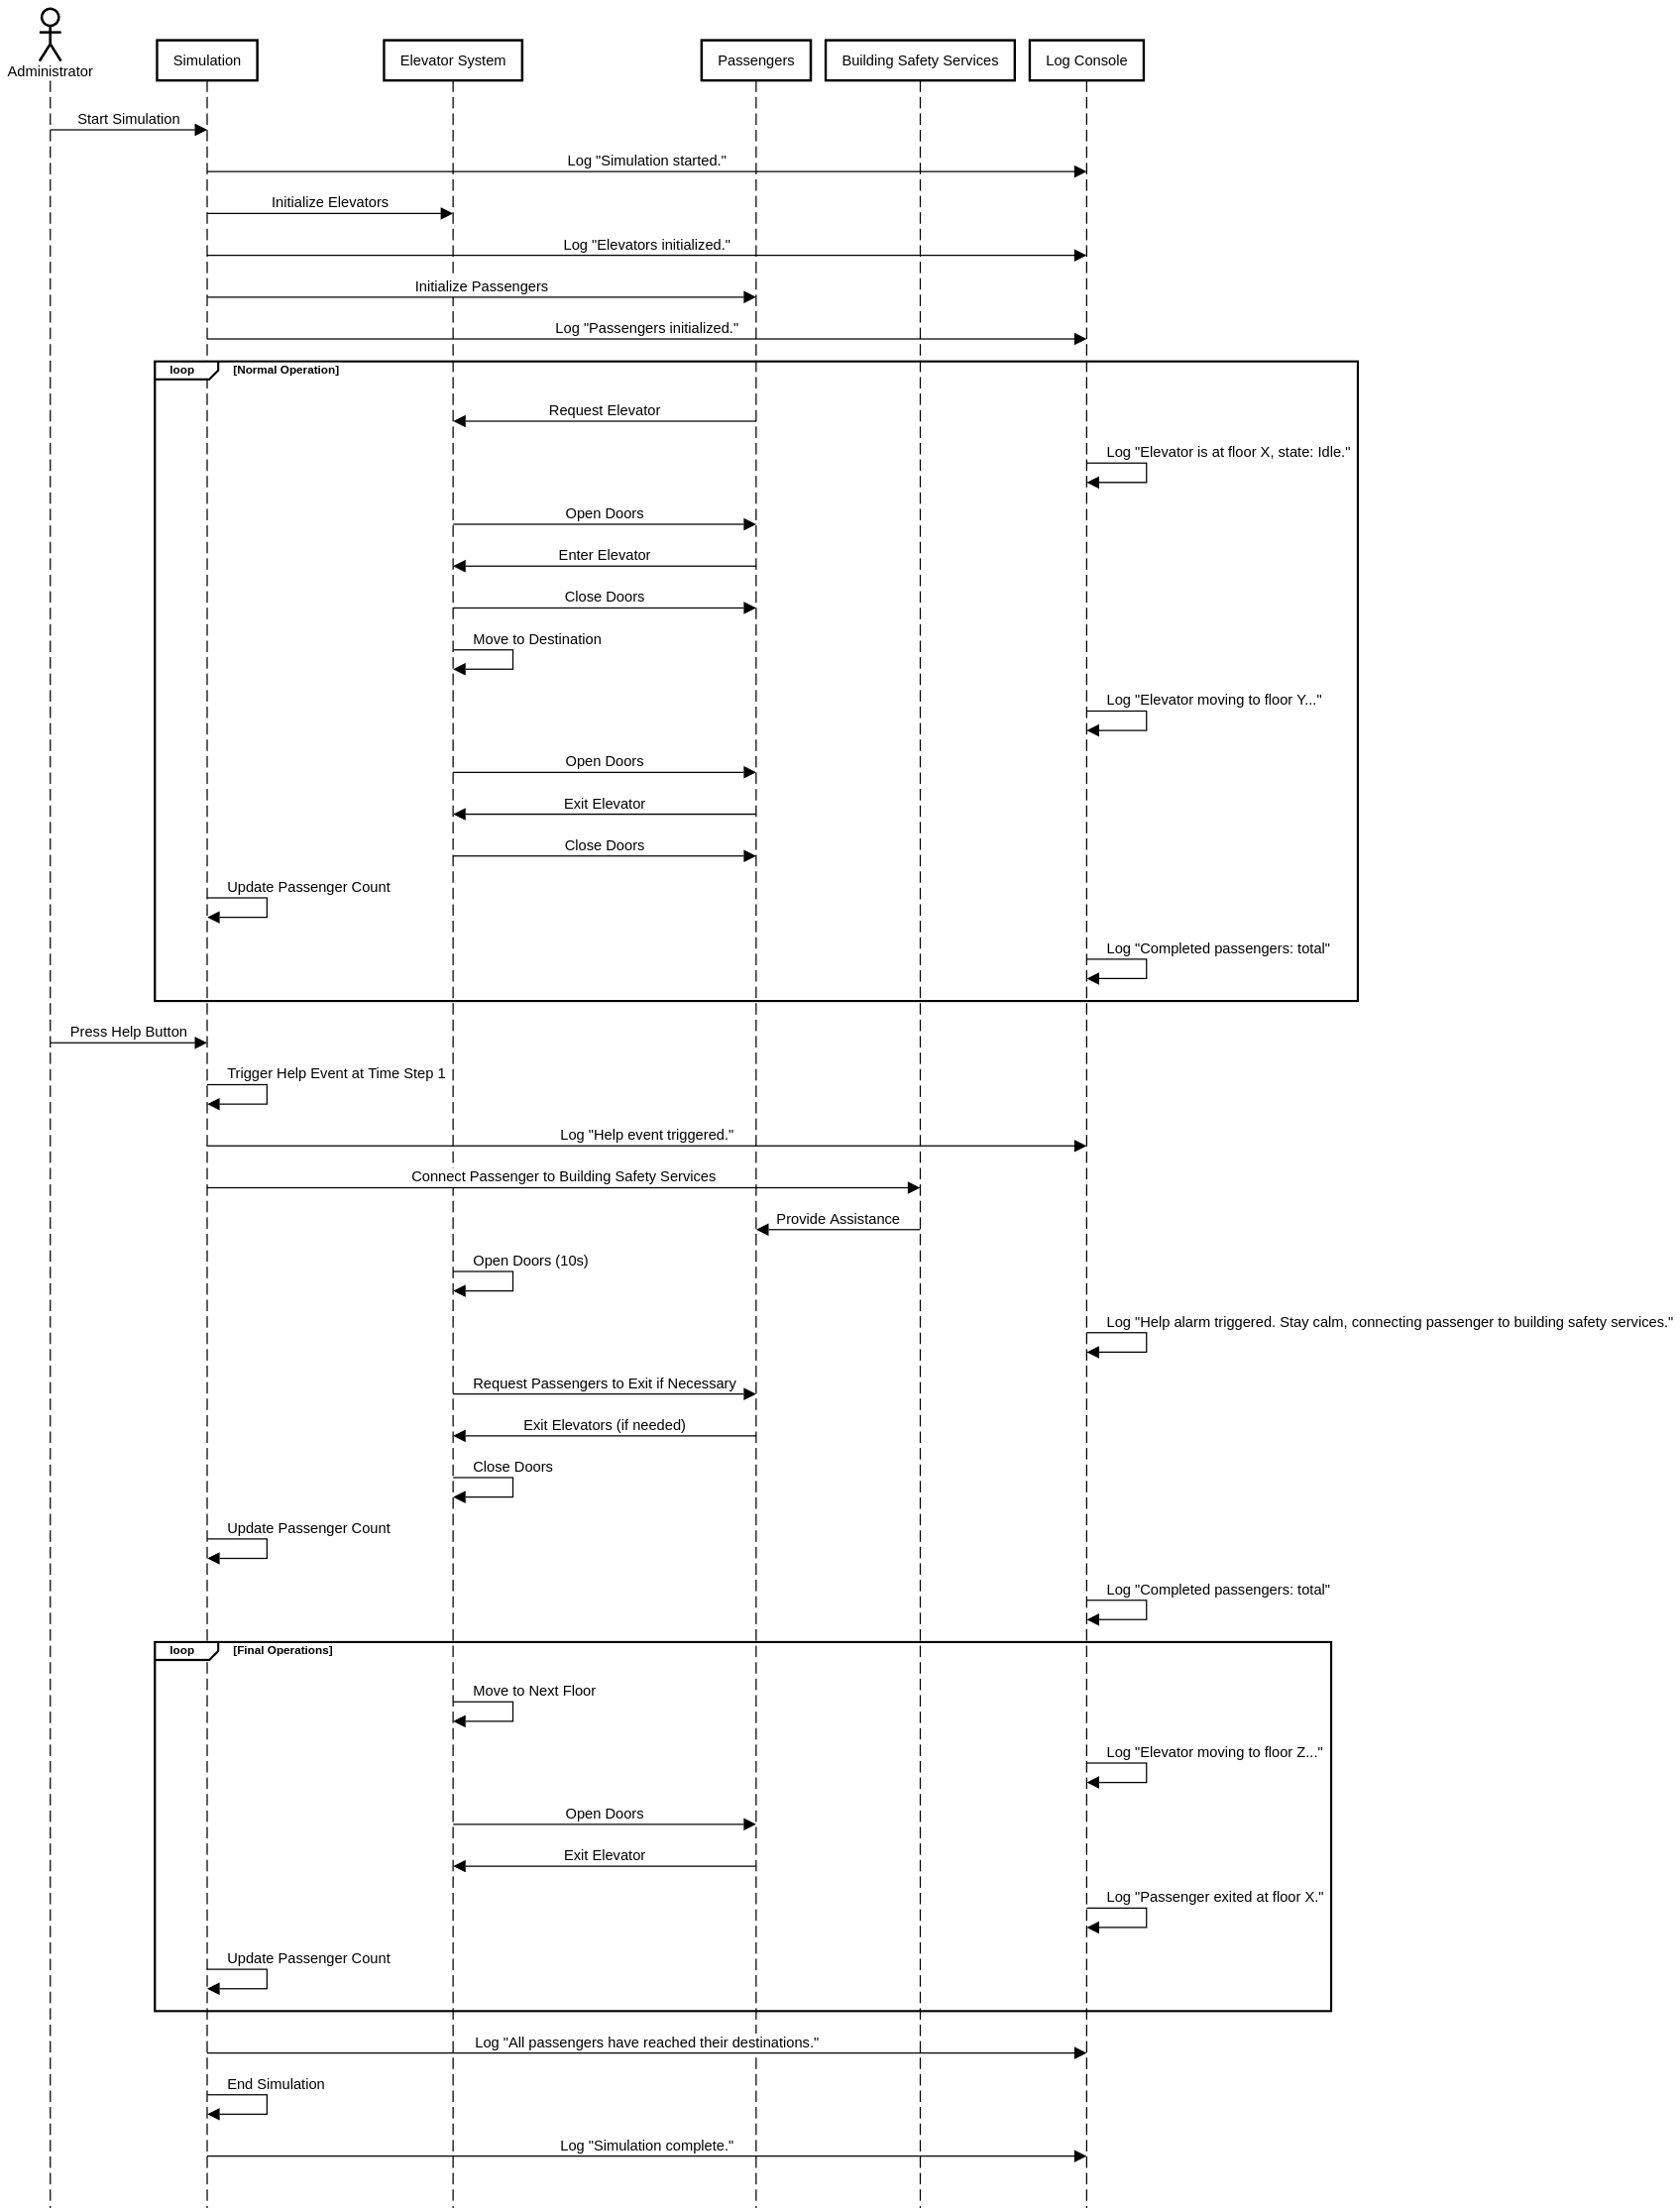 Administrator
Simulation
Elevator System
Passengers
Building Safety Services
Log Console
Start Simulation
Log "Simulation started."
Initialize Elevators
Log "Elevators initialized."
Initialize Passengers
Log "Passengers initialized."
loop
[Normal Operation]
Request Elevator
Log "Elevator is at floor X, state: Idle."
Open Doors
Enter Elevator
Close Doors
Move to Destination
Log "Elevator moving to floor Y..."
Open Doors
Exit Elevator
Close Doors
Update Passenger Count
Log "Completed passengers: total"
Press Help Button
Trigger Help Event at Time Step 1
Log "Help event triggered."
Connect Passenger to Building Safety Services
Provide Assistance
Open Doors (10s)
Log "Help alarm triggered. Stay calm, connecting passenger to building safety services."
Request Passengers to Exit if Necessary
Exit Elevators (if needed)
Close Doors
Update Passenger Count
Log "Completed passengers: total"
loop
[Final Operations]
Move to Next Floor
Log "Elevator moving to floor Z..."
Open Doors
Exit Elevator
Log "Passenger exited at floor X."
Update Passenger Count
Log "All passengers have reached their destinations."
End Simulation
Log "Simulation complete."